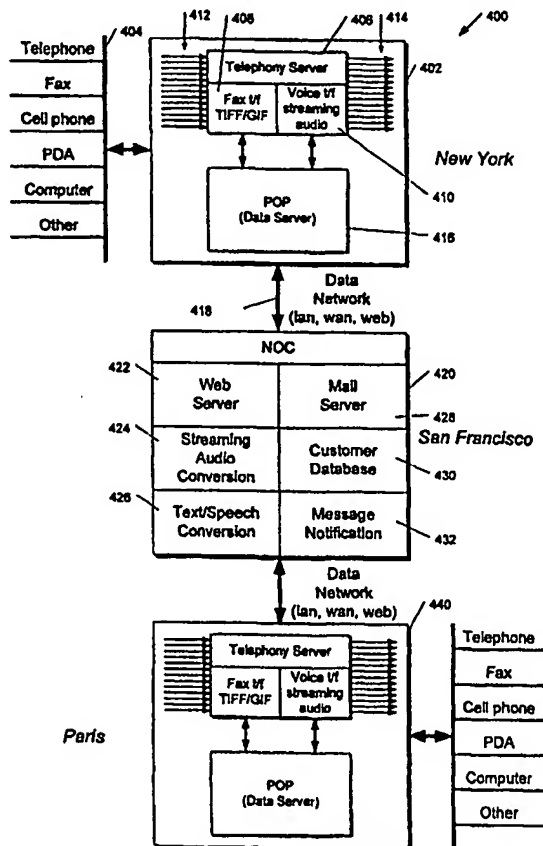 412
408
406
414
400
404
Telephone
Fax
Cell phone
PDA
Computer
Other
Telephony Server
Fax t/f
TIFF/GIF
Voice t/f
streaming
audio
402
New York
410
POP
(Data Server)
416
418
Data
Network
(lan, wan, web)
NOC
422
Web
Server
Mail
Server
420
428
San Francisco
424
Streaming
Audio
Conversion
Customer
Database
430
426
Text/Speech
Conversion
Message
Notification
432
Data
Network
(lan, wan, web)
440
Telephony Server
Fax t/f
TIFF/GIF
Voice t/f
streaming
audio
Paris
POP
(Data Server)
Telephone
Fax
Cell phone
PDA
Computer
Other